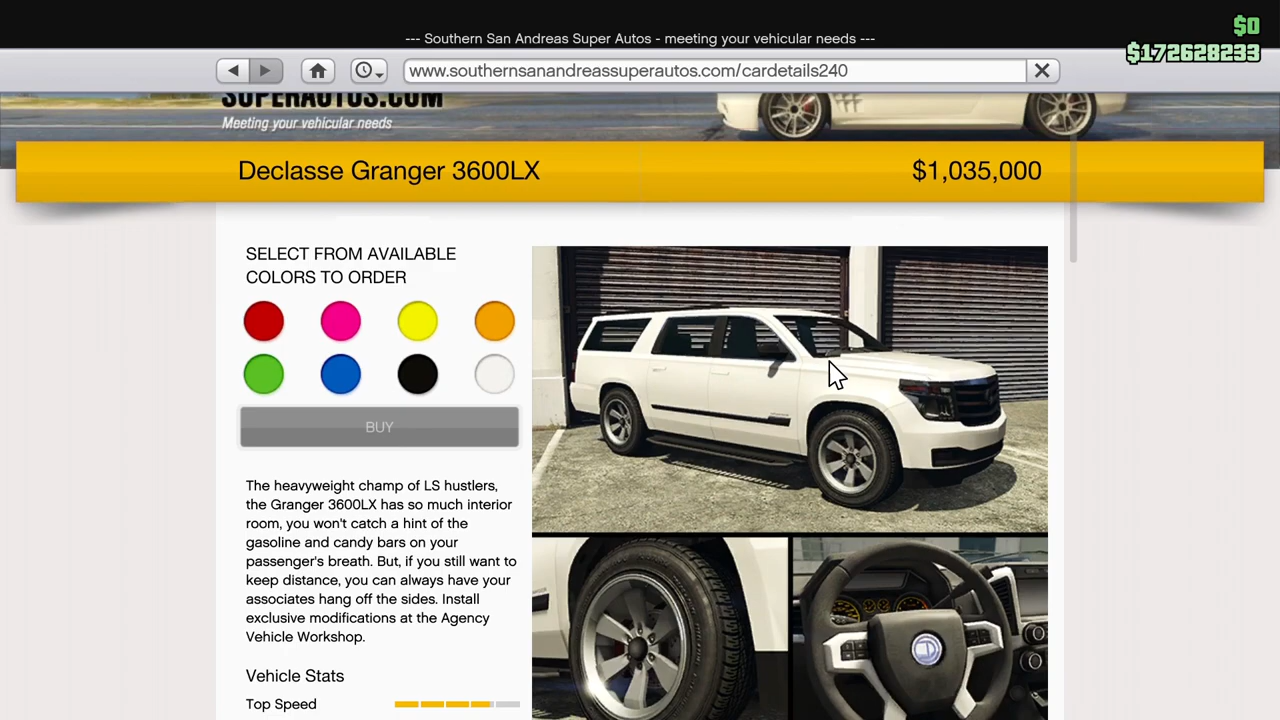 $0
--- Southern San Andreas Super Autos - meeting your vehicular needs ---
$172628233
www.southernsanandreassuperautos.com/cardetails240
SUPERAUTOS.COM
Meeting your vehicular needs
Declasse Granger 3600LX
$1,035,000
SELECT FROM AVAILABLE
COLORS TO ORDER
BUY
The heavyweight champ of LS hustlers,
the Granger 3600LX has so much interior
room, you won't catch a hint of the
gasoline and candy bars on your
passenger's breath. But, if you still want to
keep distance, you can always have your
associates hang off the sides. Install
exclusive modifications at the Agency
Vehicle Workshop.
Vehicle Stats
Top Speed